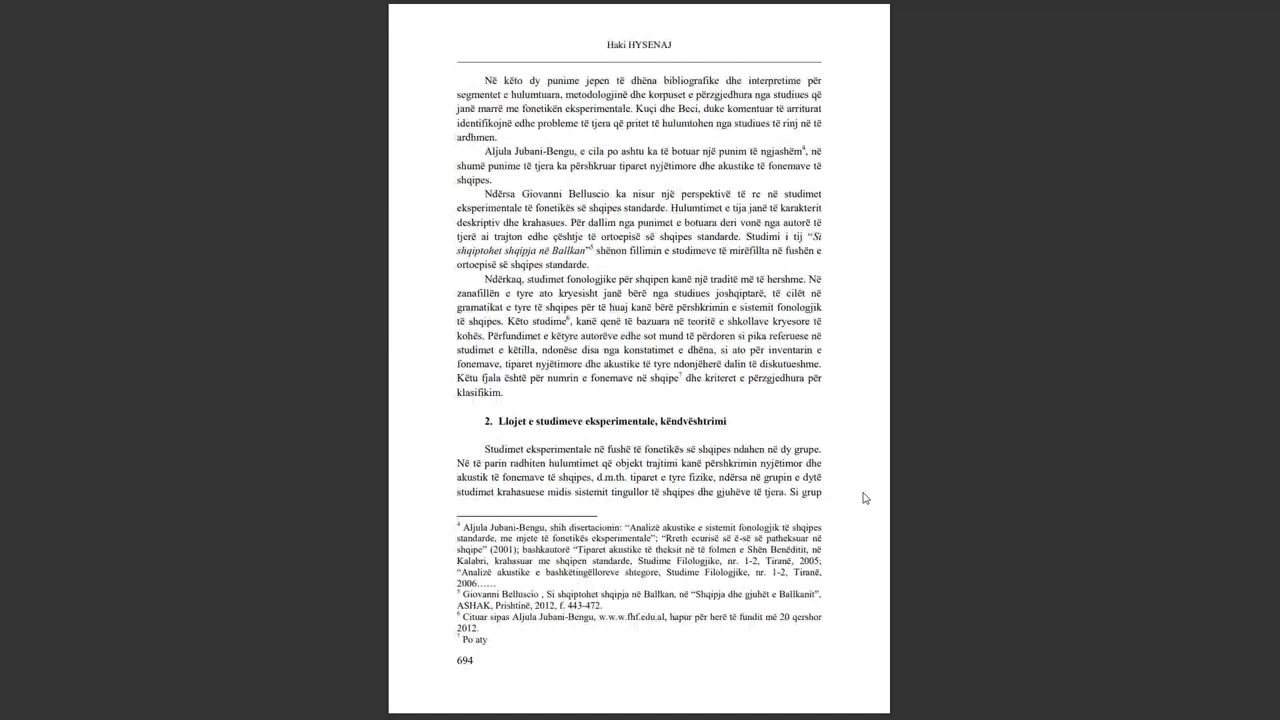 Haki HYSENAJ
Në këto dy punime jepen të dhëna bibliografike dhe interpretime për
segmentet e hulumtuara, metodologjinë dhe korpuset e përzgjedhura nga studiues që
janë marrë me fonetikën eksperimentale. Kuçi dhe Beci, duke komentuar të arriturat
identifikojnë edhe probleme të tjera që pritet të hulumtohen nga studiues të rinj në të
ardhmen.
Aljula Jubani-Bengu, e cila po ashtu ka të botuar një punim të ngjashëm4, në
shumë punime të tjera ka përshkruar tiparet nyjëtimore dhe akustike të fonemave të
shqipes.
Ndërsa Giovanni Belluscio ka nisur një perspektivë të re në studimet
eksperimentale të fonetikës së shqipes standarde. Hulumtimet e tija janë të karakterit
deskriptiv dhe krahasues. Për dallim nga punimet e botuara deri vonë nga autorë të
tjerë ai trajton edhe çështje të ortoepisë së shqipes standarde. Studimi i tij “Si
shqiptohet shqipja në Ballkan”5 shënon fillimin e studimeve të mirëfillta në fushën e
ortoepisë së shqipes standarde.
Ndërkaq, studimet fonologjike për shqipen kanë një traditë më të hershme. Në
zanafillën e tyre ato kryesisht janë bërë nga studiues joshqiptarë, të cilët në
gramatikat e tyre të shqipes për të huaj kanë bërë përshkrimin e sistemit fonologjik
të shqipes. Këto studime6, kanë qenë të bazuara në teoritë e shkollave kryesore të
kohës. Përfundimet e këtyre autorëve edhe sot mund të përdoren si pika referuese në
studimet e këtilla, ndonëse disa nga konstatimet e dhëna, si ato për inventarin e
fonemave, tiparet nyjëtimore dhe akustike të tyre ndonjëherë dalin të diskutueshme.
Këtu fjala është për numrin e fonemave në shqipe7 dhe kriteret e përzgjedhura për
klasifikim.
2. Llojet e studimeve eksperimentale, këndvështrimi
Studimet eksperimentale në fushë të fonetikës së shqipes ndahen në dy grupe.
Në të parin radhiten hulumtimet që objekt trajtimi kanë përshkrimin nyjëtimor dhe
akustik të fonemave të shqipes, d.m.th. tiparet e tyre fizike, ndërsa në grupin e dytë
studimet krahasuese midis sistemit tingullor të shqipes dhe gjuhëve të tjera. Si grup
4 Aljula Jubani-Bengu, shih disertacionin: “Analizë akustike e sistemit fonologjik të shqipes
standarde, me mjete të fonetikës eksperimentale”; “Rreth ecurisë së ë-së së patheksuar në
shqipe” (2001); bashkautorë “Tiparet akustike të theksit në të folmen e Shën Benëditit, në
Kalabri, krahasuar me shqipen standarde, Studime Filologjike, nr. 1-2, Tiranë, 2005;
“Analizë akustike e bashkëtingëlloreve shtegore, Studime Filologjike, nr. 1-2, Tiranë,
2006……
5 Giovanni Belluscio , Si shqiptohet shqipja në Ballkan, në “Shqipja dhe gjuhët e Ballkanit”,
ASHAK, Prishtinë, 2012, f. 443-472.
6 Cituar sipas Aljula Jubani-Bengu, w.w.w.fhf.edu.al, hapur për herë të fundit më 20 qershor
2012.
7 Po aty
694